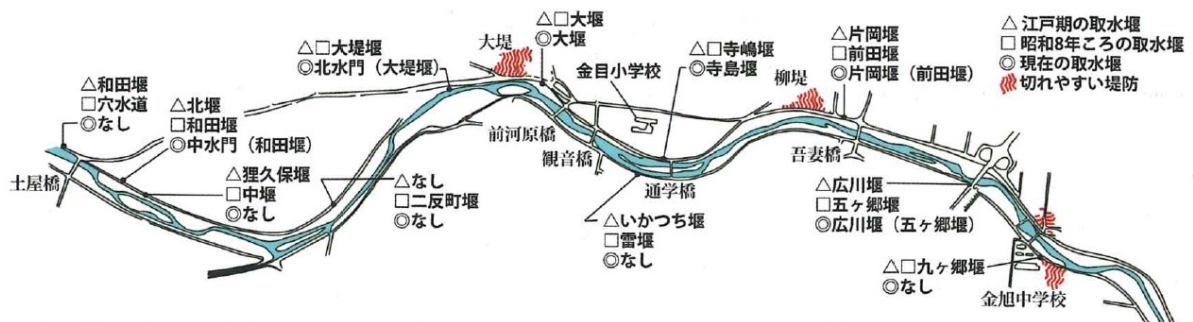 △和田堰
□穴水道
◎なし
土屋橋
△北堰
□和田堰
◎中水門（和田堰）
△狸久保堰
□中堰
◎なし
△□大堤堰
◎北水門（大堤堰）
△なし
□二反町堰
◎なし
大堤
△□大堰
◎大堰
前河原橋
観音橋
金目小学校
△□寺嶋堰
◎寺島堰
通学橋
△いかつち堰
□雷堰
◎なし
柳堤
△片岡堰
□前田堰
◎片岡堰（前田堰）
吾妻橋
△広川堰
□五ヶ郷堰
◎広川堰（五ヶ郷堰）
△□九ヶ郷堰
◎なし
金旭中学校
△ 江戸期の取水堰
□ 昭和8年ころの取水堰
◎ 現在の取水堰
切れやすい堤防